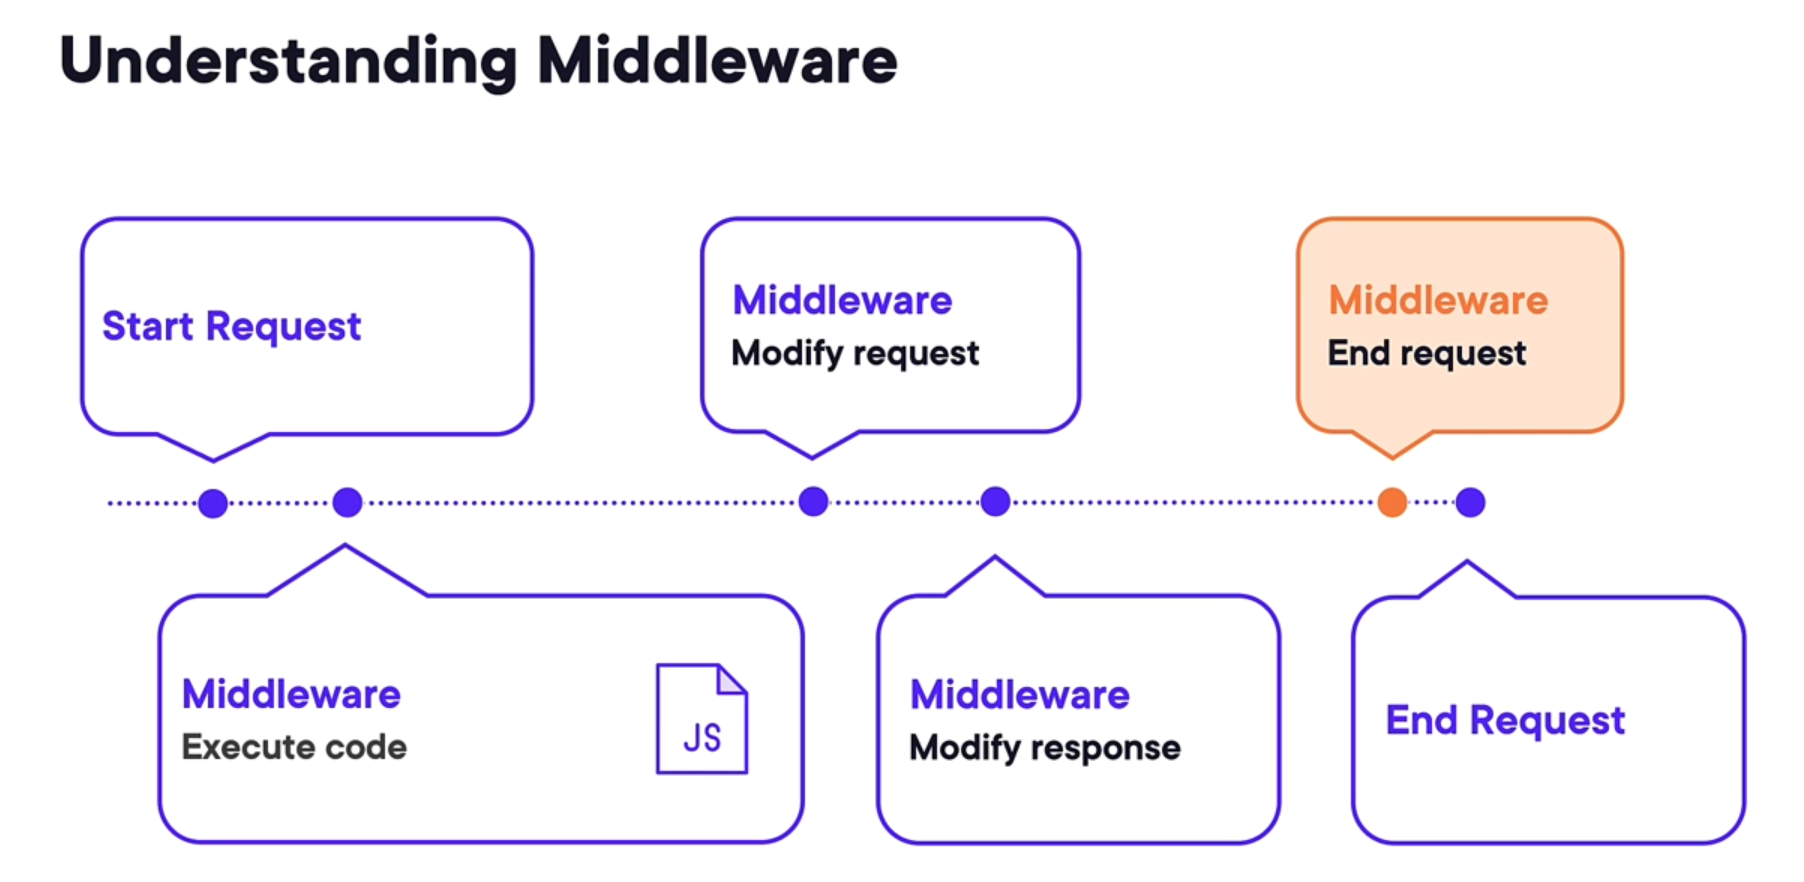 Understanding Middleware
Start Request
Middleware
Modify request
Middleware
End request
Middleware
Execute code
JS
Middleware
Modify response
End Request